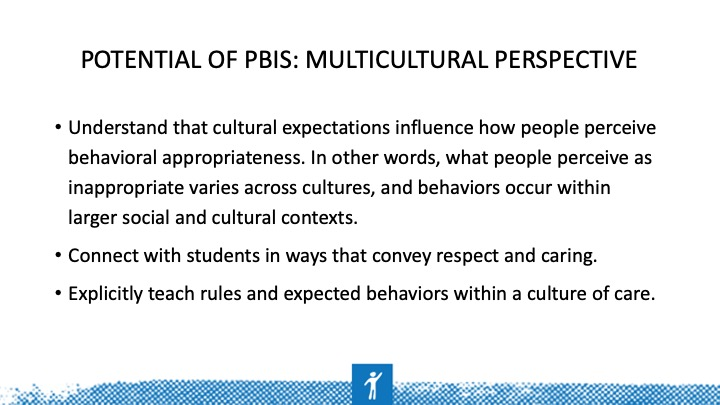 POTENTIAL OF PBIS: MULTICULTURAL PERSPECTIVE
• Understand that cultural expectations influence how people perceive
behavioral appropriateness. In other words, what people perceive as
inappropriate varies across cultures, and behaviors occur within
larger social and cultural contexts.
• Connect with students in ways that convey respect and caring.
• Explicitly teach rules and expected behaviors within a culture of care.